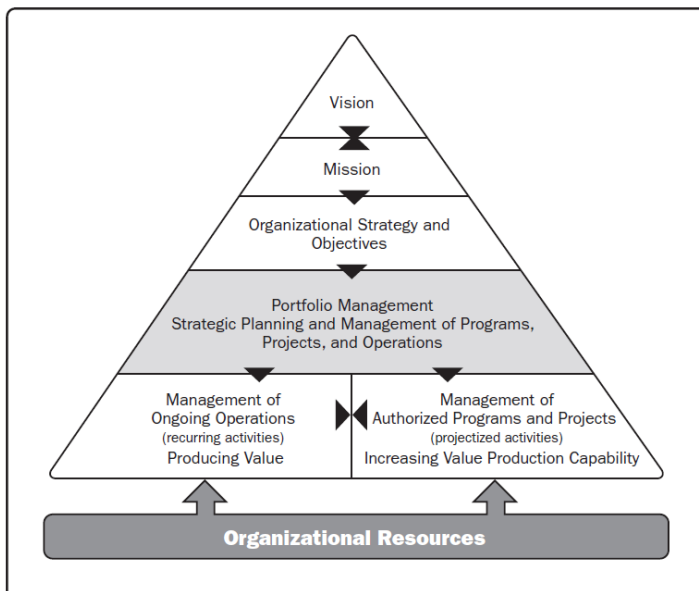 Vision
Mission
Organizational Strategy and
Objectives
Portfolio Management
Strategic Planning and Management of Programs,
Projects, and Operations
Management of
Ongoing Operations
(recurring activities)
Producing Value
Management of
Authorized Programs and Projects
(projectized activities)
Increasing Value Production Capability
Organizational Resources